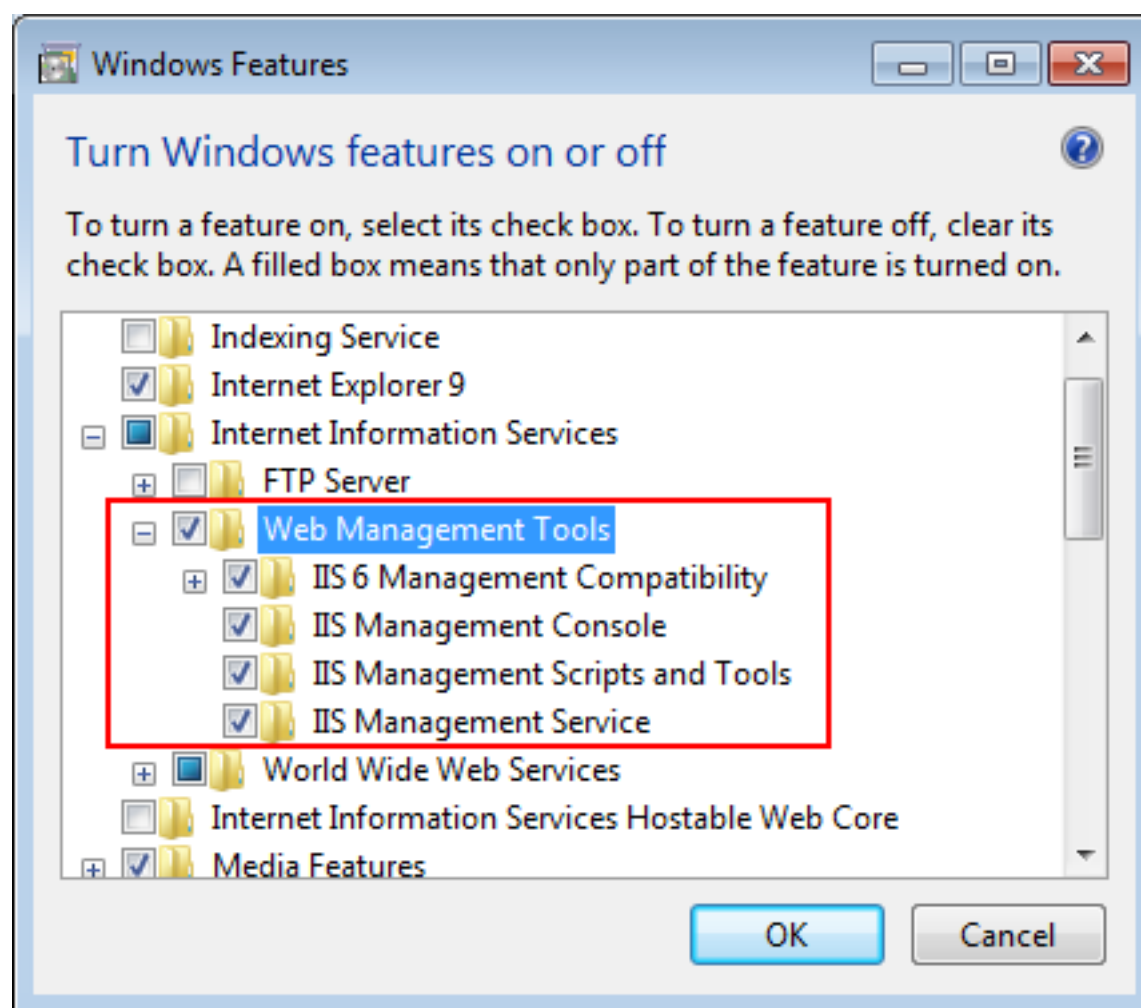 Windows Features
Turn Windows features on or off
To turn a feature on, select its check box. To turn a feature off, clear its
check box. A filled box means that only part of the feature is turned on.
Indexing Service
Internet Explorer 9
Internet Information Services
FTP Server
Web Management Tools
IIS 6 Management Compatibility
IIS Management Console
IIS Management Scripts and Tools
IIS Management Service
World Wide Web Services
Internet Information Services Hostable Web Core
Media Features
OK Cancel